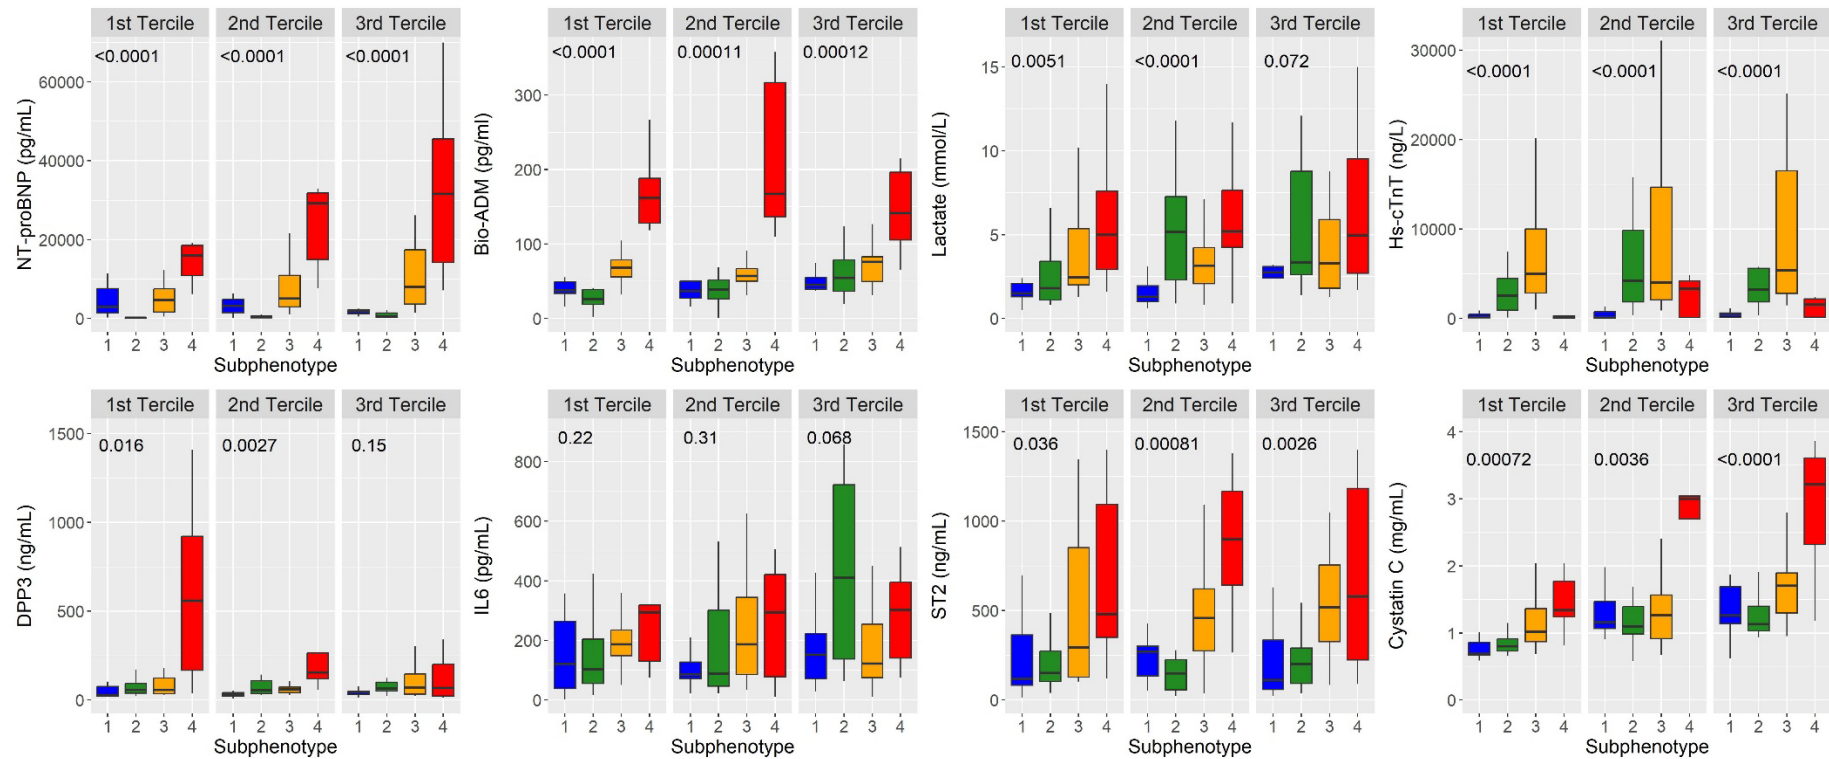 1st Tercile 2nd Tercile 3rd Tercile
<0.0001 <0.0001 <0.0001
60000
40000
20000
0
NT-proBNP (pg/mL)
1 2 3 4 1 2 3 4 1 2 3 4
Subphenotype
1st Tercile 2nd Tercile 3rd Tercile
<0.0001 0.00011 0.00012
300
200
100
0
Bio-ADM (pg/ml)
1 2 3 4 1 2 3 4 1 2 3 4
Subphenotype
1st Tercile 2nd Tercile 3rd Tercile
0.0051 <0.0001 0.072
15
10
5
0
Lactate (mmol/L)
1 2 3 4 1 2 3 4 1 2 3 4
Subphenotype
1st Tercile 2nd Tercile 3rd Tercile
<0.0001 <0.0001 <0.0001
30000
20000
10000
0
Hs-cTnT (ng/L)
1 2 3 4 1 2 3 4 1 2 3 4
Subphenotype
1st Tercile 2nd Tercile 3rd Tercile
0.016 0.0027 0.15
1500
1000
500
0
DPP3 (ng/mL)
1 2 3 4 1 2 3 4 1 2 3 4
Subphenotype
1st Tercile 2nd Tercile 3rd Tercile
0.22 0.31 0.068
800
600
400
200
0
IL6 (pg/mL)
1 2 3 4 1 2 3 4 1 2 3 4
Subphenotype
1st Tercile 2nd Tercile 3rd Tercile
0.036 0.00081 0.0026
1500
1000
500
0
ST2 (ng/mL)
1 2 3 4 1 2 3 4 1 2 3 4
Subphenotype
1st Tercile 2nd Tercile 3rd Tercile
0.00072 0.0036 <0.0001
4
3
2
1
0
Cystatin C (mg/mL)
1 2 3 4 1 2 3 4 1 2 3 4
Subphenotype